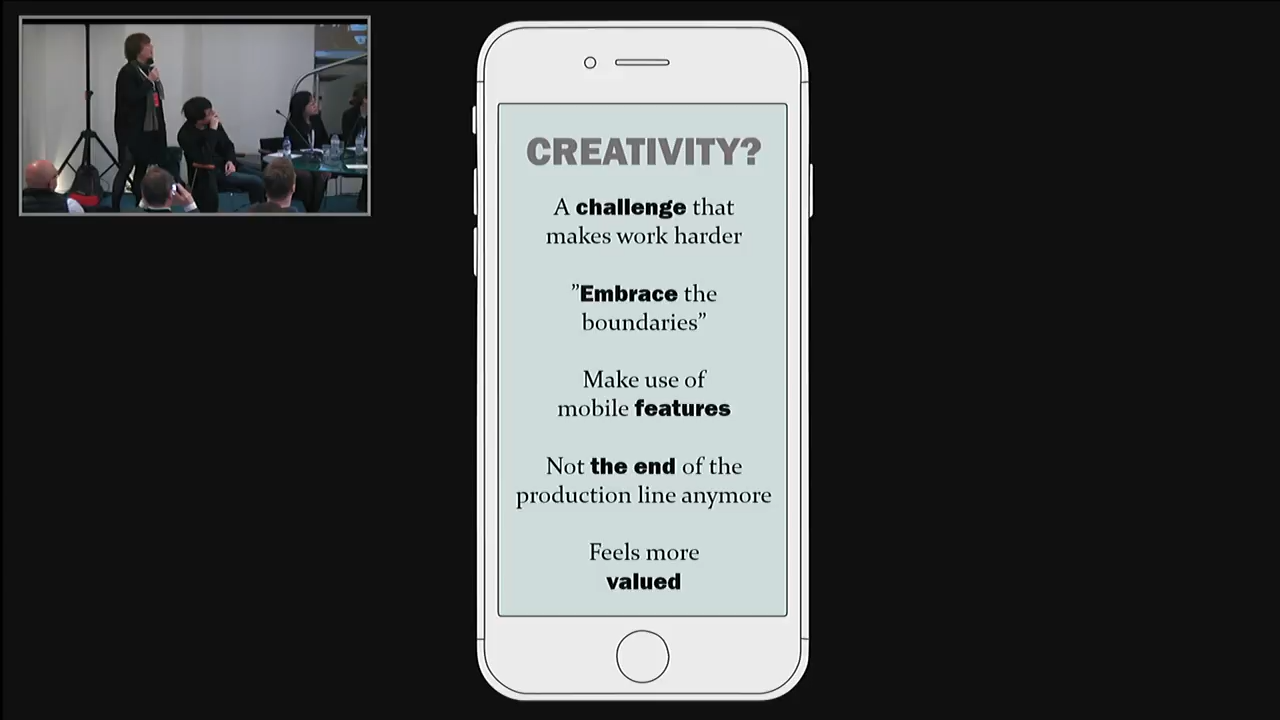 CREATIVITY?
A challenge that
makes work harder
”Embrace the
boundaries”
Make use of
mobile features
Not the end of the
production line anymore
Feels more
valued